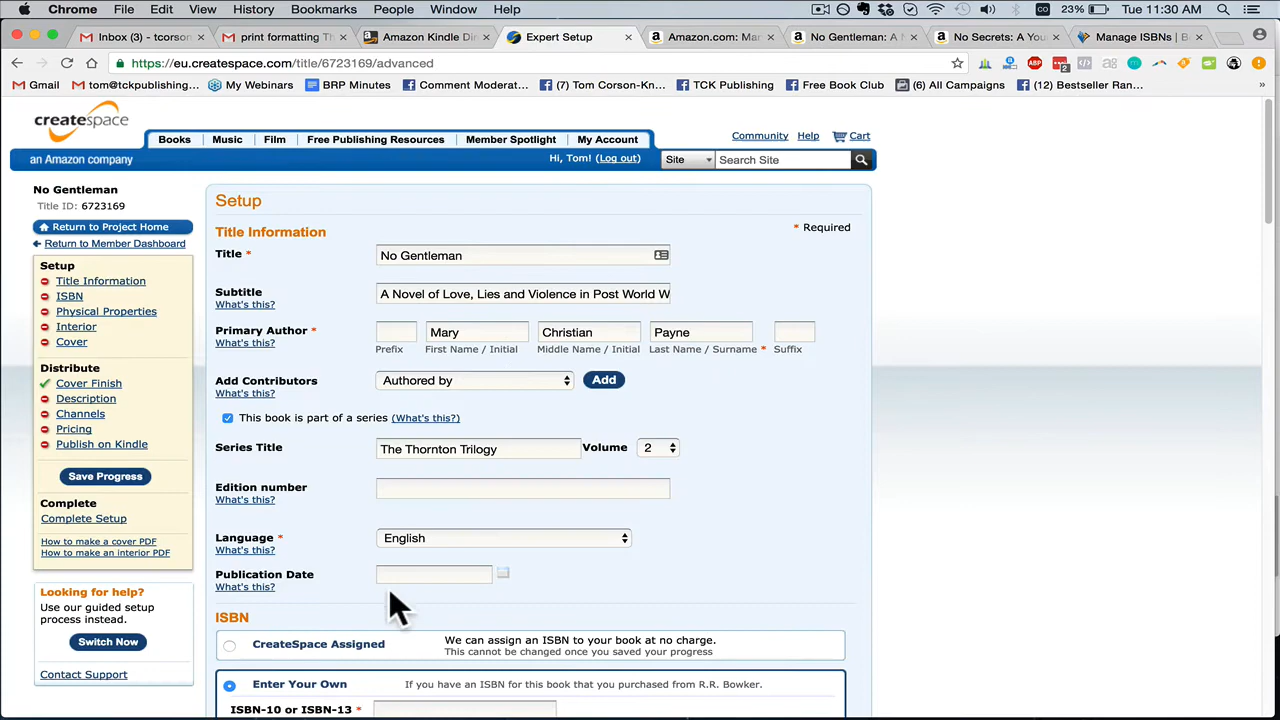 Chrome File Edit View History Bookmarks People Window Help 23% Tue 11:30 AM
Inbox (3) - tcorson- × print formatting Th × Amazon Kindle Dir × Expert Setup × Amazon.com: Mar × No Gentleman: A N × No Secrets: A You × Manage ISBNs | B ×
https://eu.createspace.com/title/6723169/advanced
Gmail tom@tckpublishing... My Webinars BRP Minutes Comment Moderat... (7) Tom Corson-Kn... TCK Publishing Free Book Club (6) All Campaigns (12) Bestseller Ran... »
createspace
an Amazon company
Books Music Film Free Publishing Resources Member Spotlight My Account
Community Help Cart
Hi, Tom! (Log out) Site Search Site
No Gentleman
Title ID: 6723169
Return to Project Home
Return to Member Dashboard
Setup
Title Information
ISBN
Physical Properties
Interior
Cover
Distribute
Cover Finish
Description
Channels
Pricing
Publish on Kindle
Save Progress
Complete
Complete Setup
How to make a cover PDF
How to make an interior PDF
Looking for help?
Use our guided setup
process instead.
Switch Now
Contact Support
Setup
Title Information * Required
Title * No Gentleman
Subtitle A Novel of Love, Lies and Violence in Post World W
What's this?
Primary Author * Mary Christian Payne
What's this? Prefix First Name / Initial Middle Name / Initial Last Name / Surname * Suffix
Add Contributors Authored by Add
What's this?
This book is part of a series (What's this?)
Series Title The Thornton Trilogy Volume 2
Edition number
What's this?
Language * English
What's this?
Publication Date
What's this?
ISBN
CreateSpace Assigned We can assign an ISBN to your book at no charge.
This cannot be changed once you saved your progress
Enter Your Own If you have an ISBN for this book that you purchased from R.R. Bowker.
ISBN-10 or ISBN-13 *